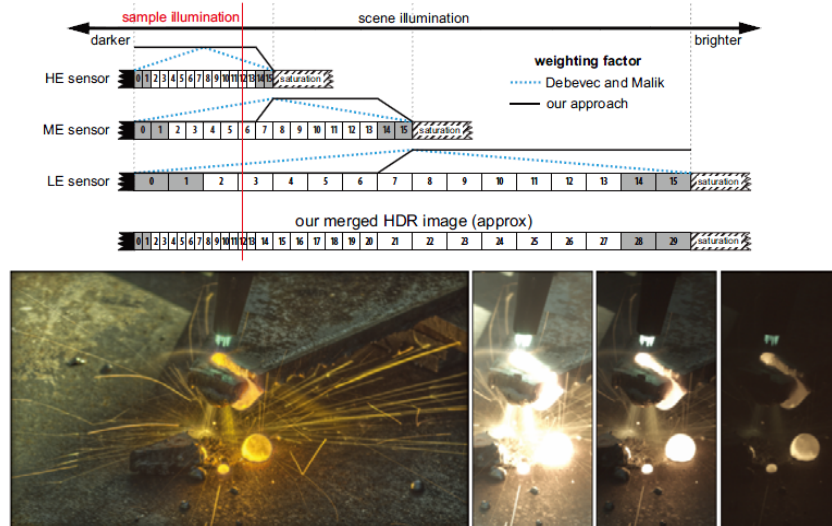 sample illumination scene illumination
darker brighter
HE sensor 0 1 2 3 4 5 6 7 8 9 10 11 12 13 14 15 saturation
weighting factor
Debevec and Malik
our approach
ME sensor 0 1 2 3 4 5 6 7 8 9 10 11 12 13 14 15 saturation
LE sensor 0 1 2 3 4 5 6 7 8 9 10 11 12 13 14 15 saturation
our merged HDR image (approx)
0 1 2 3 4 5 6 7 8 9 10 11 12 13 14 15 16 17 18 19 20 21 22 23 24 25 26 27 28 29 saturation